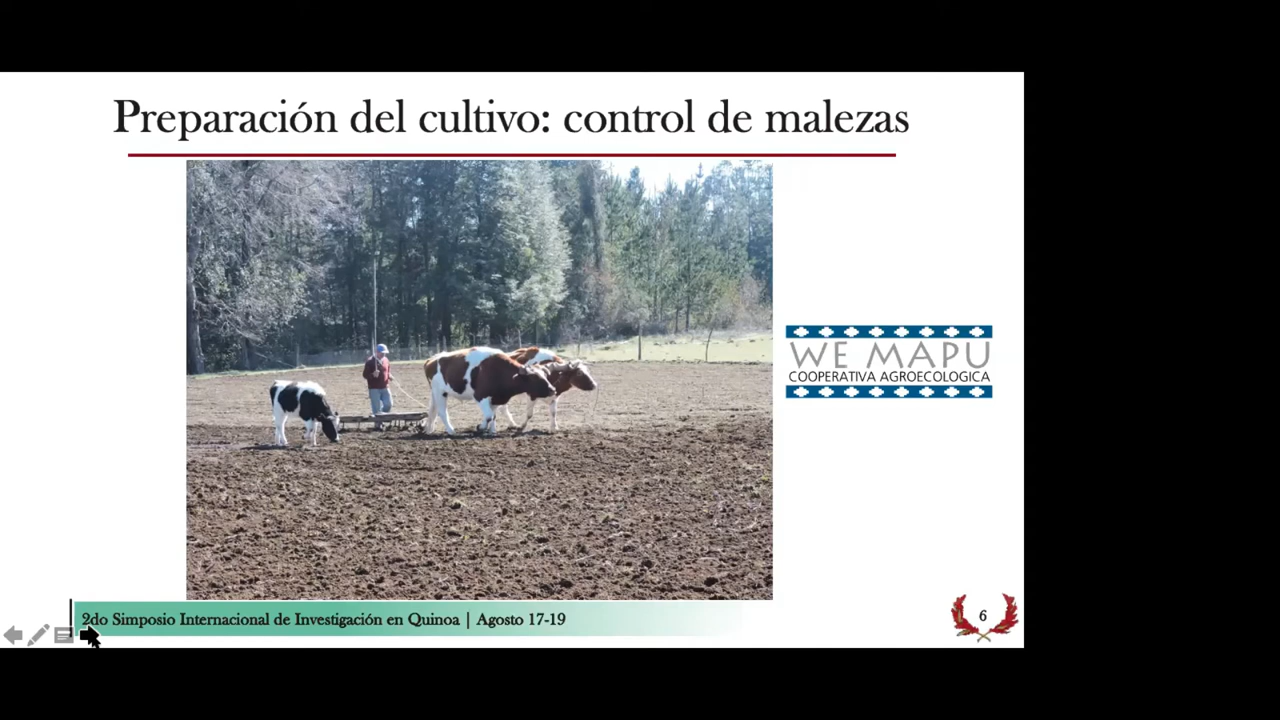 Preparación del cultivo: control de malezas
WE MAPU
COOPERATIVA AGROECOLOGICA
2do Simposio Internacional de Investigación en Quinoa | Agosto 17-19
6